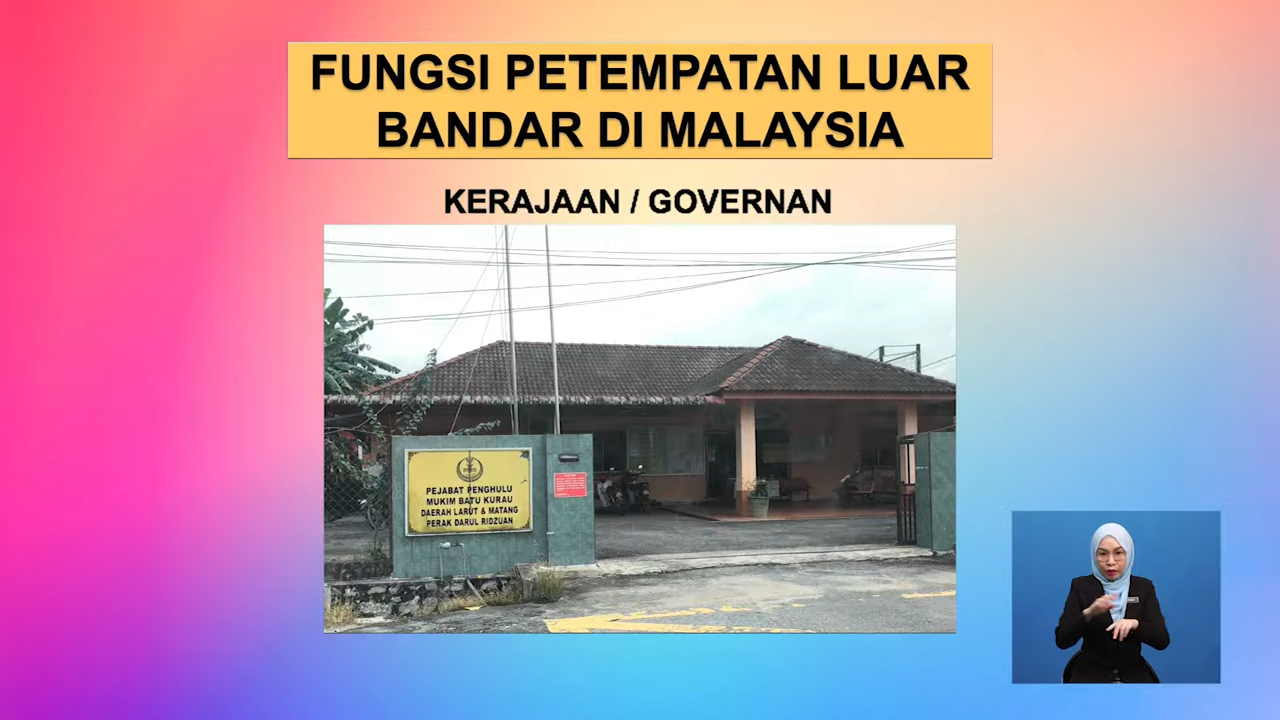 FUNGSI PETEMPATAN LUAR
BANDAR DI MALAYSIA
KERAJAAN / GOVERNAN
PEJABAT PENGHULU
MUKIM BATU KURAU
DAERAH LARUT & MATANG
PERAK DARUL RIDZUAN